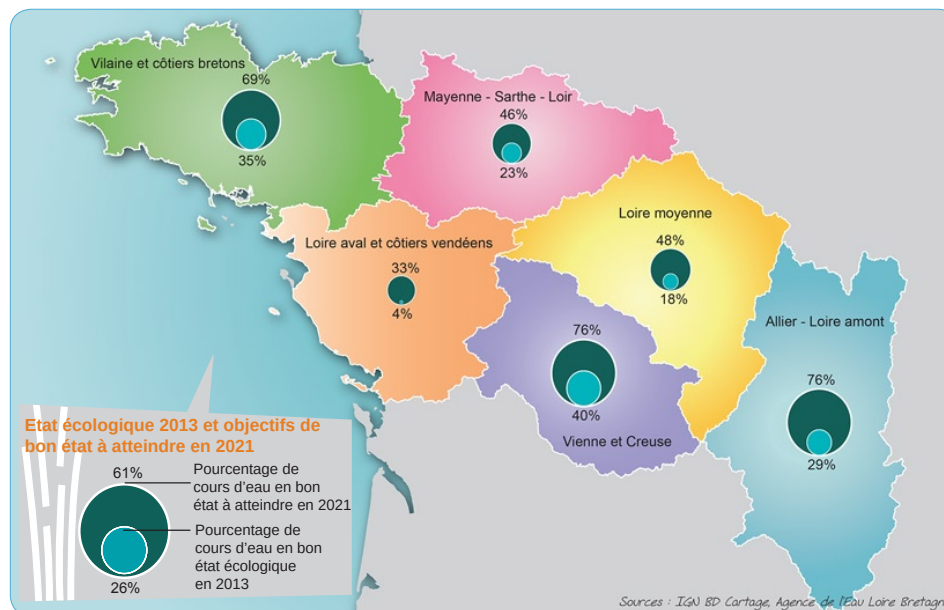 Vilaine et côtiers bretons
69%
35%
Mayenne - Sarthe - Loir
46%
23%
Loire moyenne
48%
18%
Loire aval et côtiers vendéens
33%
4%
76%
40%
Vienne et Creuse
Allier - Loire amont
76%
29%
Etat écologique 2013 et objectifs de
bon état à atteindre en 2021
61%
Pourcentage de
cours d'eau en bon
état à atteindre en 2021
Pourcentage de
cours d'eau en bon
état écologique
en 2013
26%
Sources : IGN BD Cartage, Agence de l'Eau Loire Bretagn